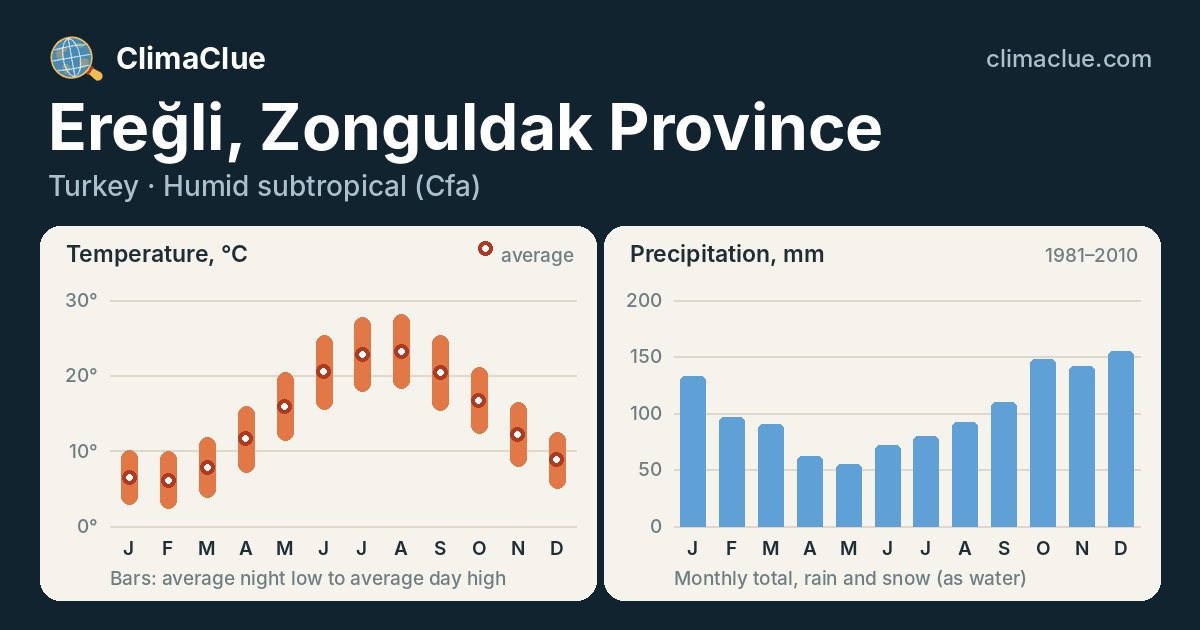 ClimaClue
climaclue.com
Ereğli, Zonguldak Province
Turkey · Humid subtropical (Cfa)
Temperature, °C
average
30°
20°
10°
0°
J F M A M J J A S O N D
Bars: average night low to average day high
Precipitation, mm
1981–2010
200
150
100
50
0
J F M A M J J A S O N D
Monthly total, rain and snow (as water)